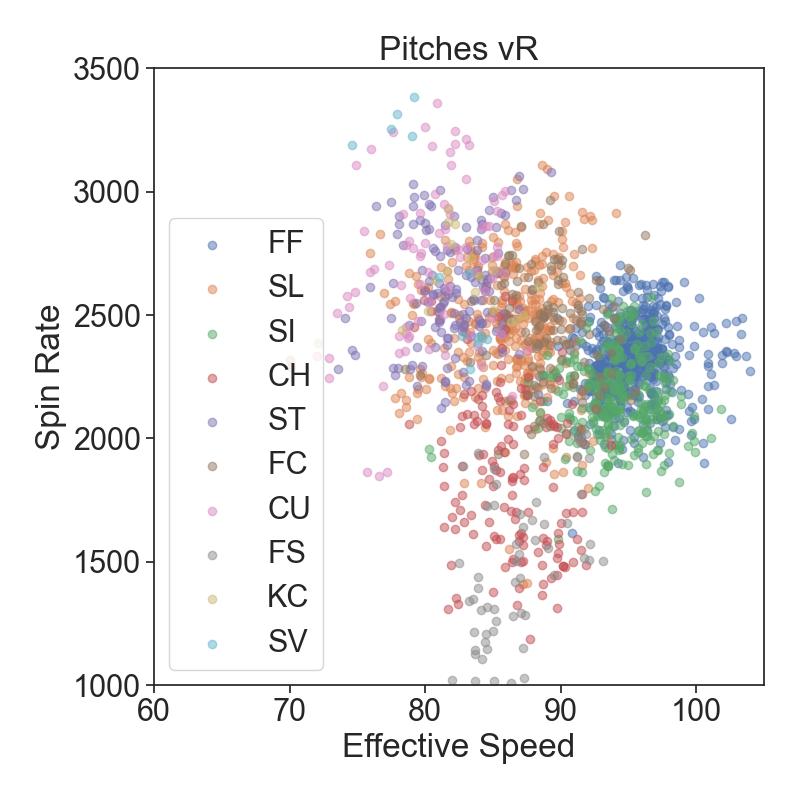 Pitches vR
3500
3000
2500
2000
1500
1000
Spin Rate
FF
SL
SI
CH
ST
FC
CU
FS
KC
SV
60
70
80
90
100
Effective Speed